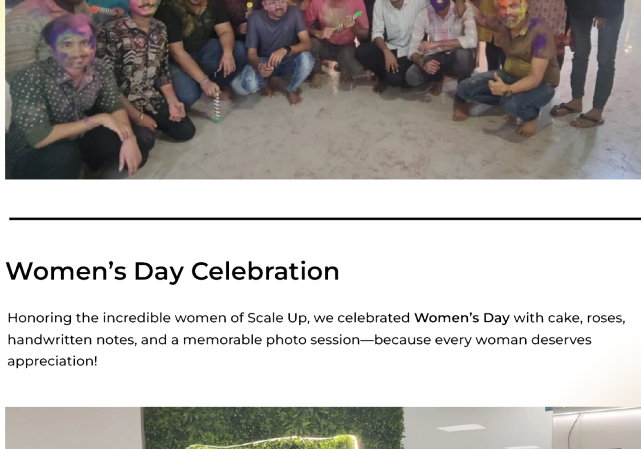 Women’s Day Celebration
Honoring the incredible women of Scale Up, we celebrated Women’s Day with cake, roses,
handwritten notes, and a memorable photo session—because every woman deserves
appreciation!